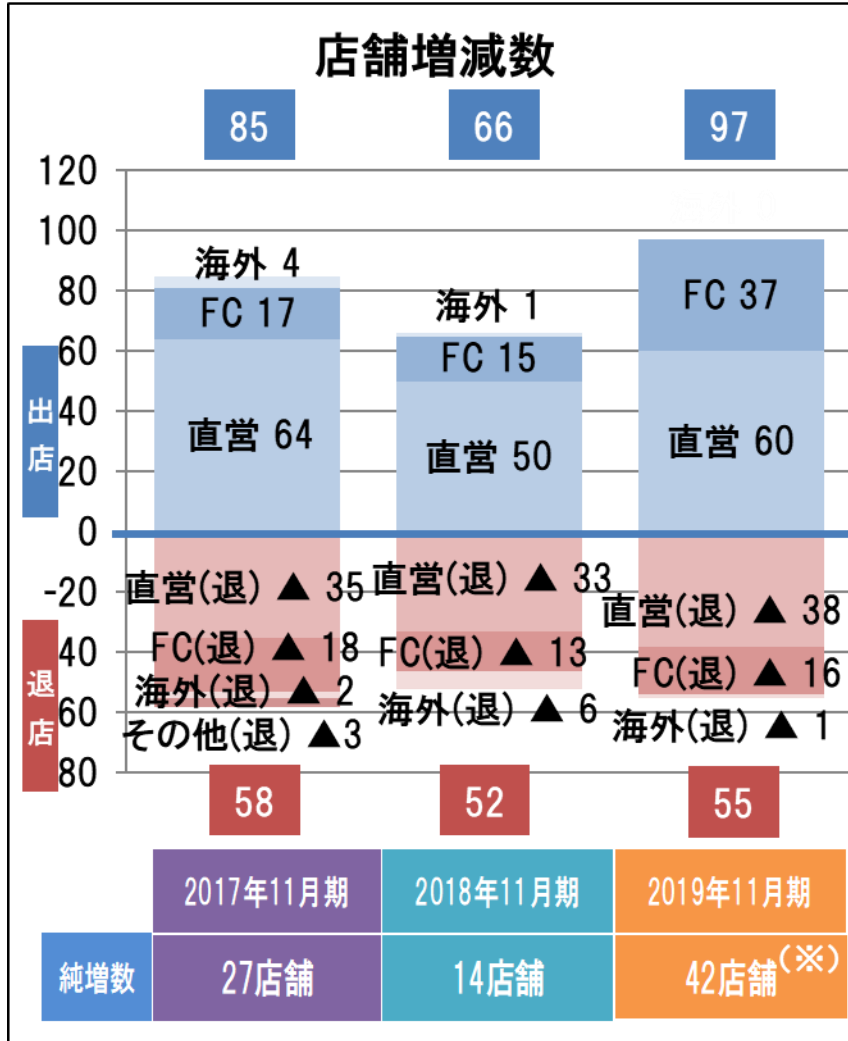 店舗増減数
85 66 97
120
100
80
60
40
20
0
-20
40
60
80
出店
退店
海外 4
FC 17
直営 64
直営(退) ▲ 35
FC(退) ▲ 18
海外(退) ▲ 2
その他(退) ▲3
海外 1
FC 15
直営 50
直営(退) ▲ 33
FC(退) ▲ 13
海外(退) ▲ 6
FC 37
直営 60
直営(退) ▲ 38
FC(退) ▲ 16
海外(退) ▲ 1
58 52 55
2017年11月期 2018年11月期 2019年11月期
純増数 27店舗 14店舗 42店舗(※)